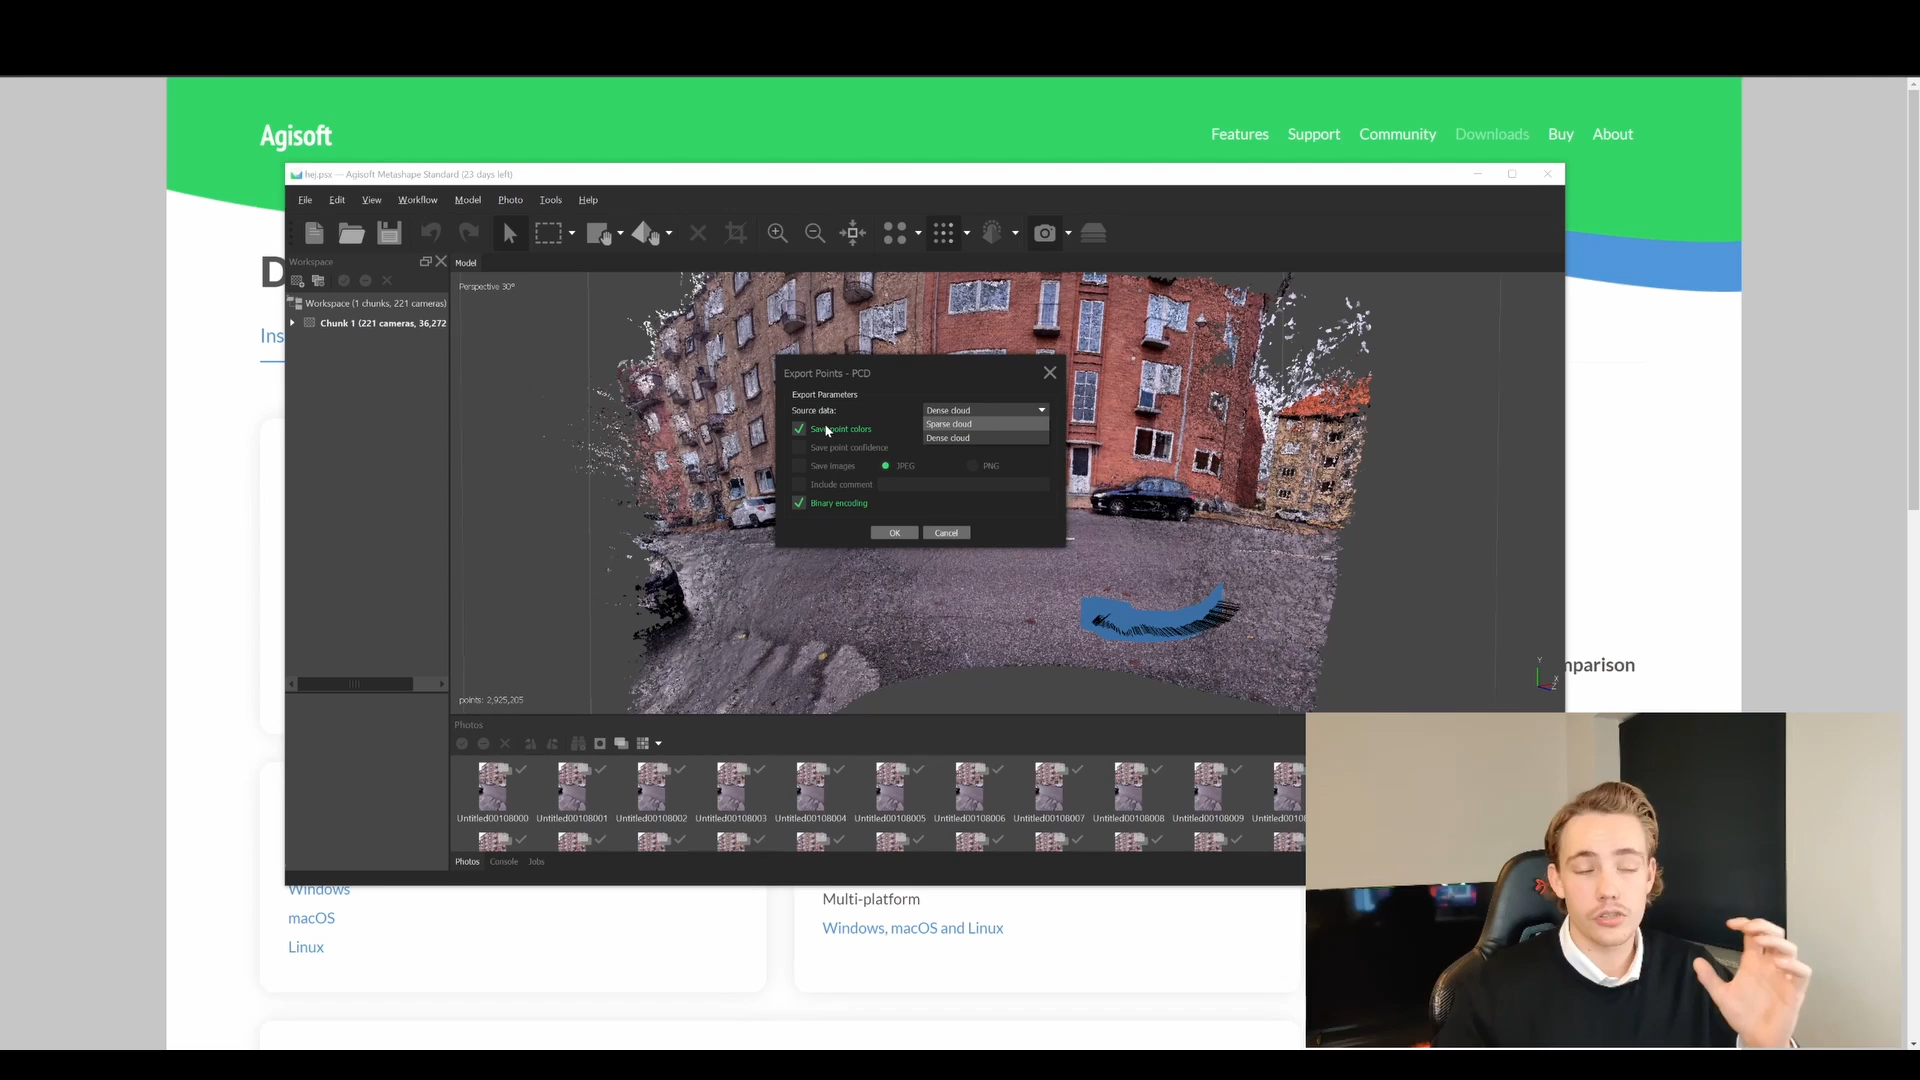 Agisoft
Features Support Community Downloads Buy About
hej.psx — Agisoft Metashape Standard (23 days left)
File Edit View Workflow Model Photo Tools Help
D
Workspace
Model
Perspective 30°
Workspace (1 chunks, 221 cameras)
Chunk 1 (221 cameras, 36,272
Ins
Export Points - PCD
Export Parameters
Source data: Dense cloud
Sparse cloud
Dense cloud
Save point colors
Save point confidence
Save images JPEG PNG
Include comment
Binary encoding
OK Cancel
mparison
points: 2,925,205
Y
X
Photos
Untitled00108000 Untitled00108001 Untitled00108002 Untitled00108003 Untitled00108004 Untitled00108005 Untitled00108006 Untitled00108007 Untitled00108008 Untitled00108009 Untitled00108
Photos Console Jobs
Windows
macOS
Linux
Multi-platform
Windows, macOS and Linux